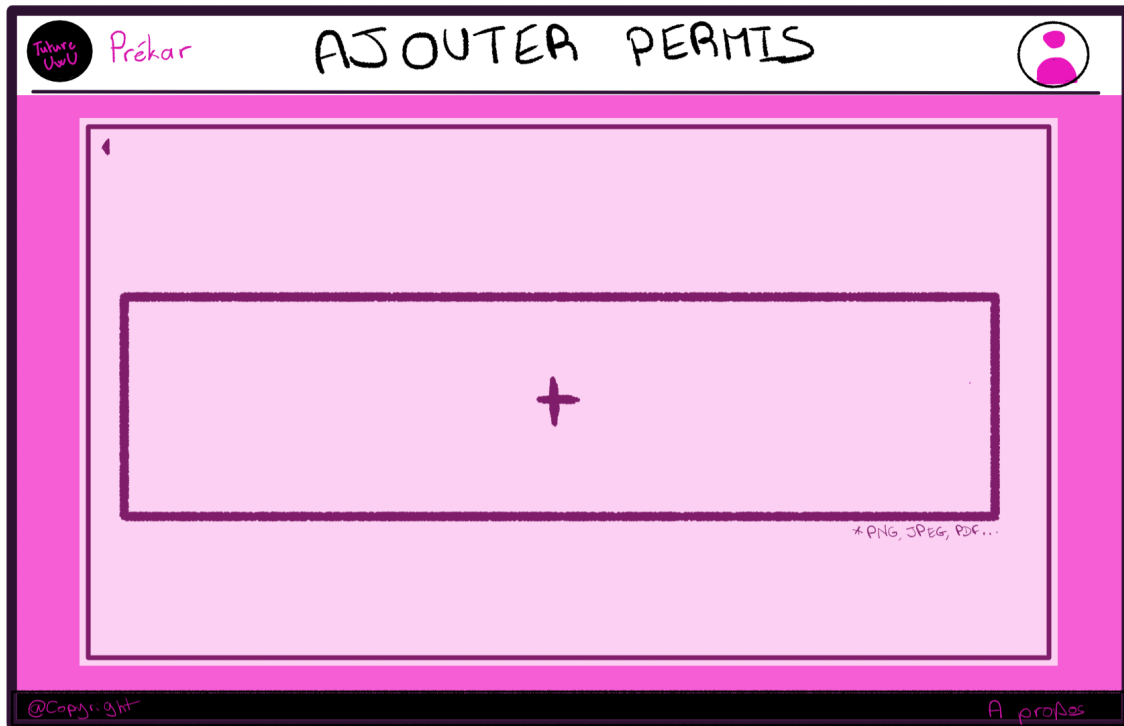 Future
UwU
Prékar
AJOUTER PERMIS
*PNG, JPEG, PDF...
@Copyright
A propos